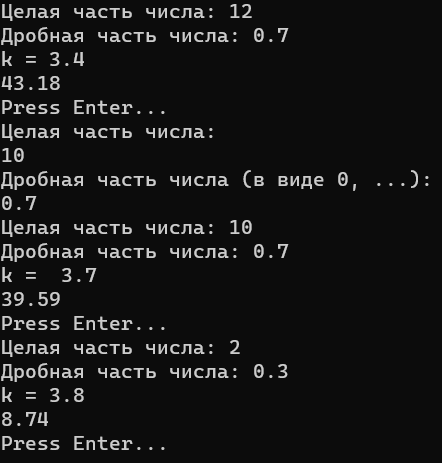 Целая часть числа: 12
Дробная часть числа: 0.7
k = 3.4
43.18
Press Enter...
Целая часть числа:
10
Дробная часть числа (в виде 0, ...):
0.7
Целая часть числа: 10
Дробная часть числа: 0.7
k =  3.7
39.59
Press Enter...
Целая часть числа: 2
Дробная часть числа: 0.3
k = 3.8
8.74
Press Enter...